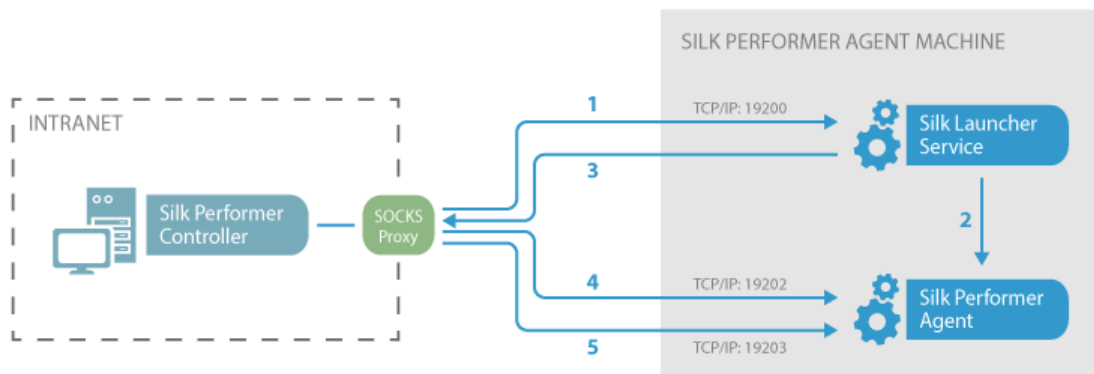 SILK PERFORMER AGENT MACHINE
INTRANET
Silk Performer
Controller
SOCKS
Proxy
1
TCP/IP: 19200
Silk Launcher
Service
3
2
4
TCP/IP: 19202
Silk Performer
Agent
5
TCP/IP: 19203